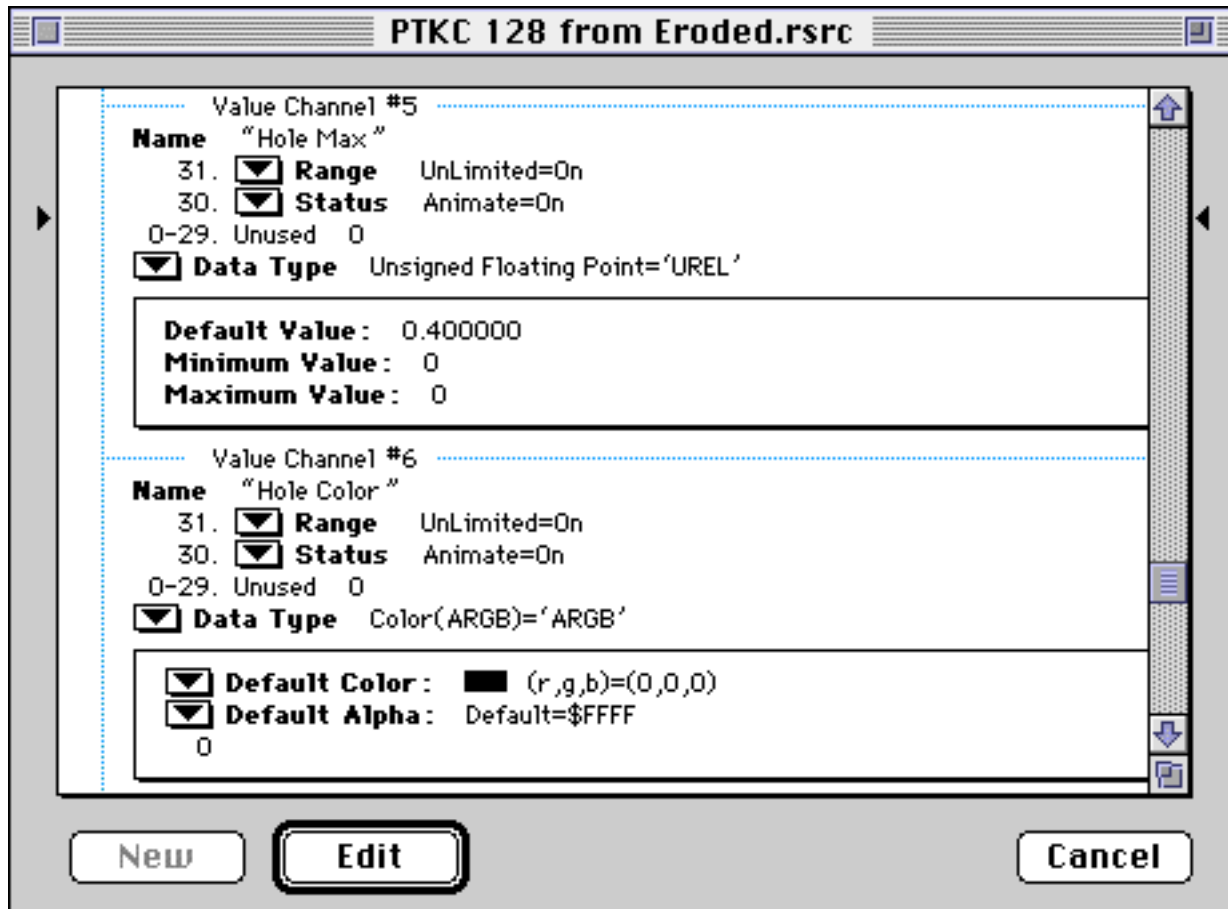 PTKC 128 from Eroded.rsrc
Value Channel #5
Name "Hole Max"
31. Range UnLimited=On
30. Status Animate=On
0-29. Unused 0
Data Type Unsigned Floating Point='UREL'
Default Value: 0.400000
Minimum Value: 0
Maximum Value: 0
Value Channel #6
Name "Hole Color"
31. Range UnLimited=On
30. Status Animate=On
0-29. Unused 0
Data Type Color(ARGB)='ARGB'
Default Color: (r,g,b)=(0,0,0)
Default Alpha: Default=$FFFF
0
New Edit Cancel